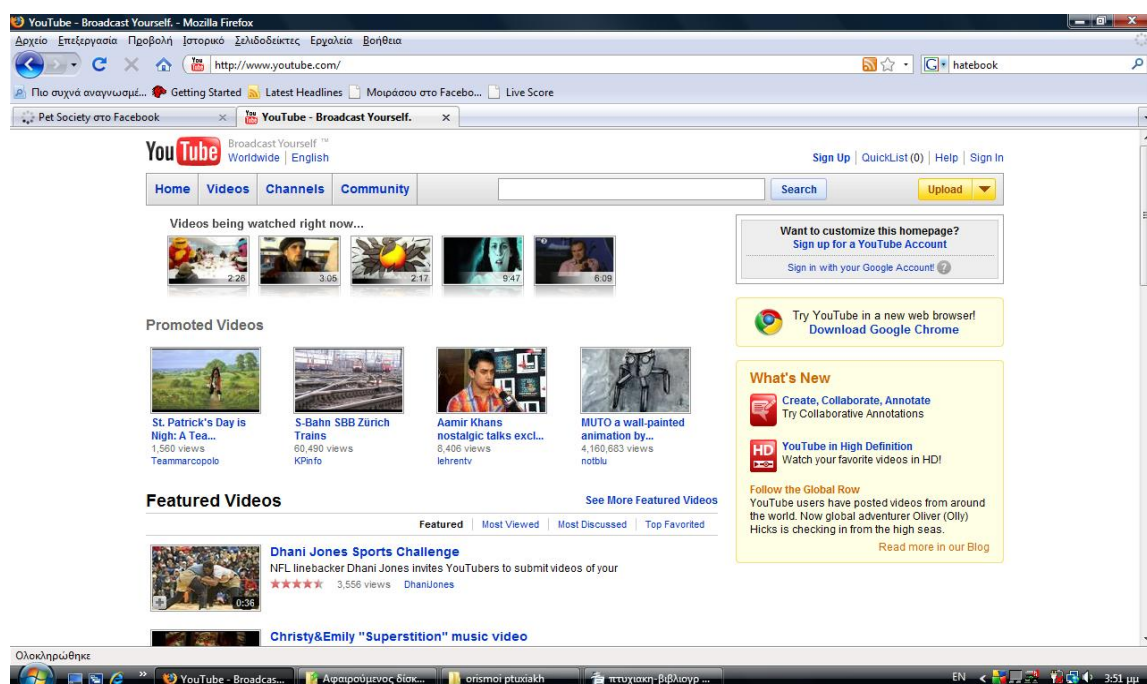 YouTube - Broadcast Yourself. - Mozilla Firefox
Αρχείο Επεξεργασία Προβολή Ιστορικό Σελιδοδείκτες Εργαλεία Βοήθεια
http://www.youtube.com/ hatebook
Πιο συχνά αναγνωσμέ... Getting Started Latest Headlines Μοιράσου στο Facebo... Live Score
Pet Society στο Facebook YouTube - Broadcast Yourself.
YouTube Broadcast Yourself ™
Worldwide | English
Sign Up | QuickList (0) | Help | Sign In
Home Videos Channels Community Search Upload
Videos being watched right now...
2:26 3:05 2:17 9:47 6:09
Want to customize this homepage?
Sign up for a YouTube Account
Sign in with your Google Account! ?
Try YouTube in a new web browser!
Download Google Chrome
Promoted Videos
St. Patrick's Day is
Nigh: A Tea...
1,560 views
Teammarcopolo
S-Bahn SBB Zürich
Trains
60,490 views
KPinfo
Aamir Khans
nostalgic talks excl...
8,406 views
lehrentv
MUTO a wall-painted
animation by...
4,160,683 views
notblu
What's New
Create, Collaborate, Annotate
Try Collaborative Annotations
HD YouTube in High Definition
Watch your favorite videos in HD!
Follow the Global Row
YouTube users have posted videos from around
the world. Now global adventurer Oliver (Olly)
Hicks is checking in from the high seas.
Read more in our Blog
Featured Videos See More Featured Videos
Featured | Most Viewed | Most Discussed | Top Favorited
Dhani Jones Sports Challenge
NFL linebacker Dhani Jones invites YouTubers to submit videos of your
3,556 views DhaniJones
0:36
Christy&Emily "Superstition" music video
Ολοκληρώθηκε
YouTube - Broadcas... Αφαιρούμενος δίσκ... orismoi ptuxiakh πτυχιακη-βιβλιογρ ... EN 3:51 μμ